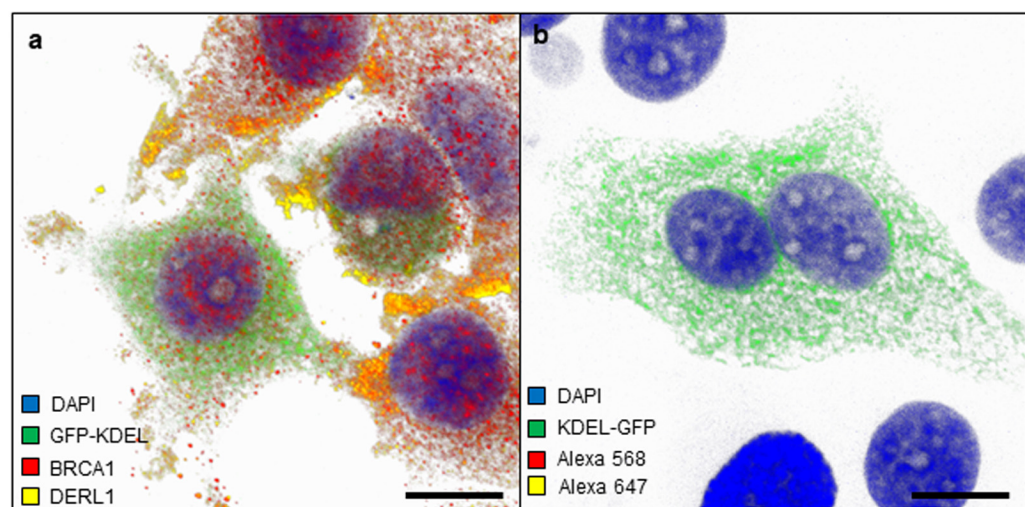 a
DAPI
GFP-KDEL
BRCA1
DERL1
b
DAPI
KDEL-GFP
Alexa 568
Alexa 647